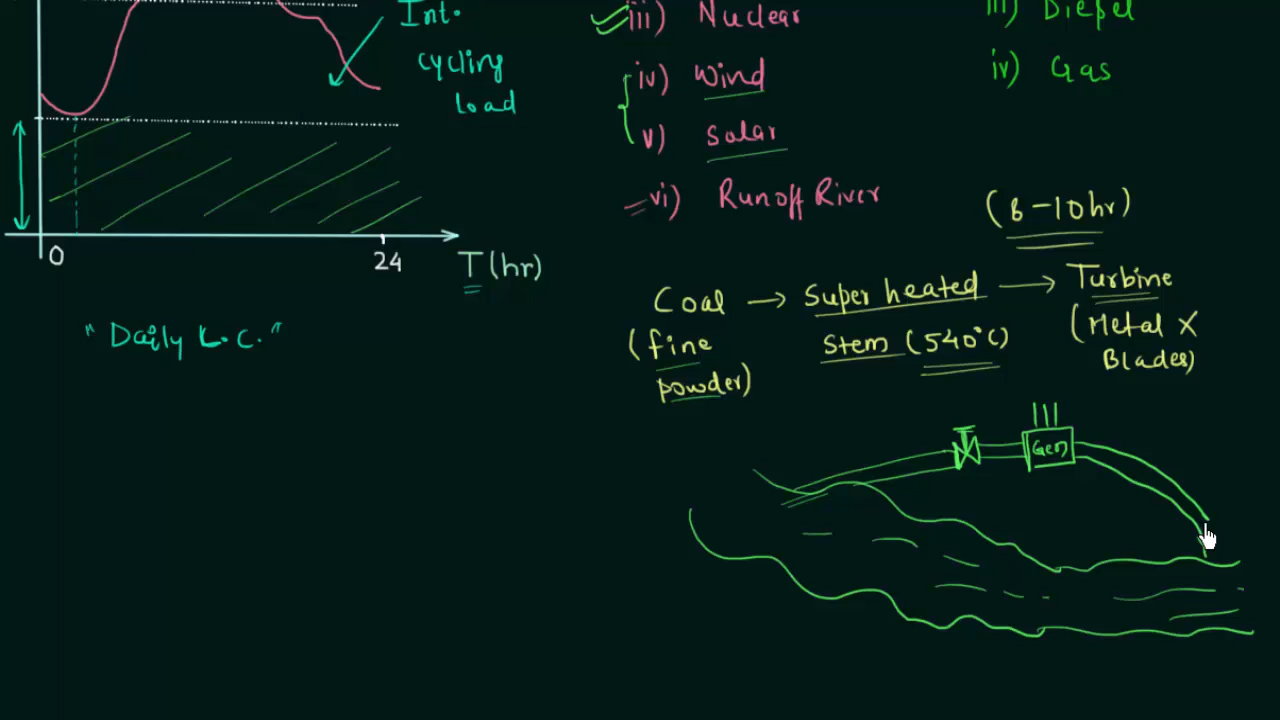 Int.
cycling
load
0
24
T (hr)
" Daily L. C. "
iii) Nuclear
iv) Wind
v) Solar
vi) Runoff River
iii) Diesel
iv) Gas
(8-10hr)
Coal → Super heated → Turbine
(fine Stem (540°C) (Metal X
powder) Blades)
Gen